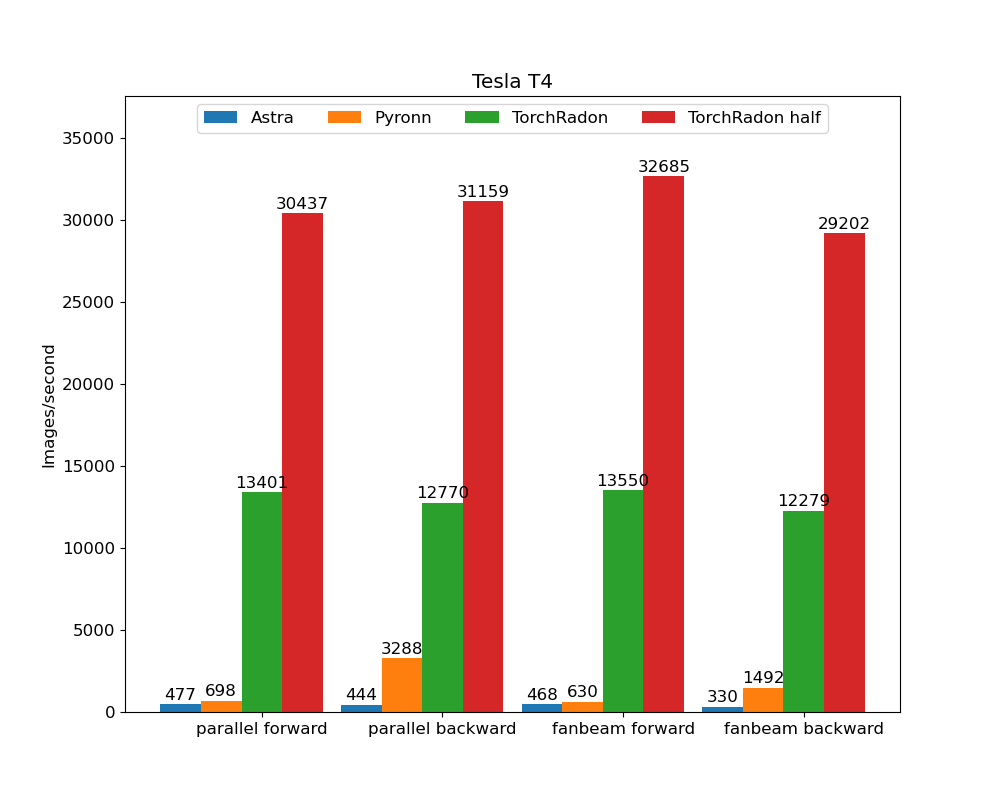 Tesla T4
Astra Pyronn TorchRadon TorchRadon half
Images/second
35000
30000
25000
20000
15000
10000
5000
0
477 698 13401 30437
444 3288 12770 31159
468 630 13550 32685
330 1492 12279 29202
parallel forward parallel backward fanbeam forward fanbeam backward